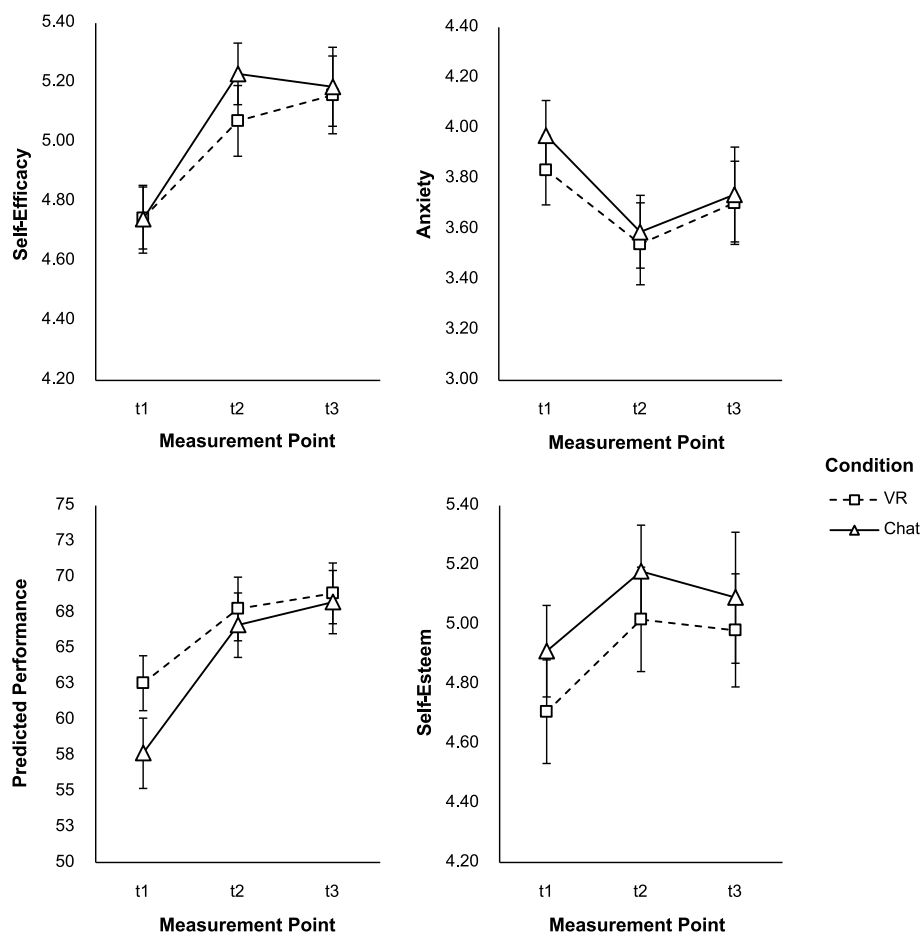 5.40
5.20
5.00
4.80
4.60
4.40
4.20
Self-Efficacy
t1 t2 t3
Measurement Point
4.40
4.20
4.00
3.80
3.60
3.40
3.20
3.00
Anxiety
t1 t2 t3
Measurement Point
Condition
VR
Chat
75
73
70
68
65
63
60
58
55
53
50
Predicted Performance
t1 t2 t3
Measurement Point
5.40
5.20
5.00
4.80
4.60
4.40
4.20
Self-Esteem
t1 t2 t3
Measurement Point